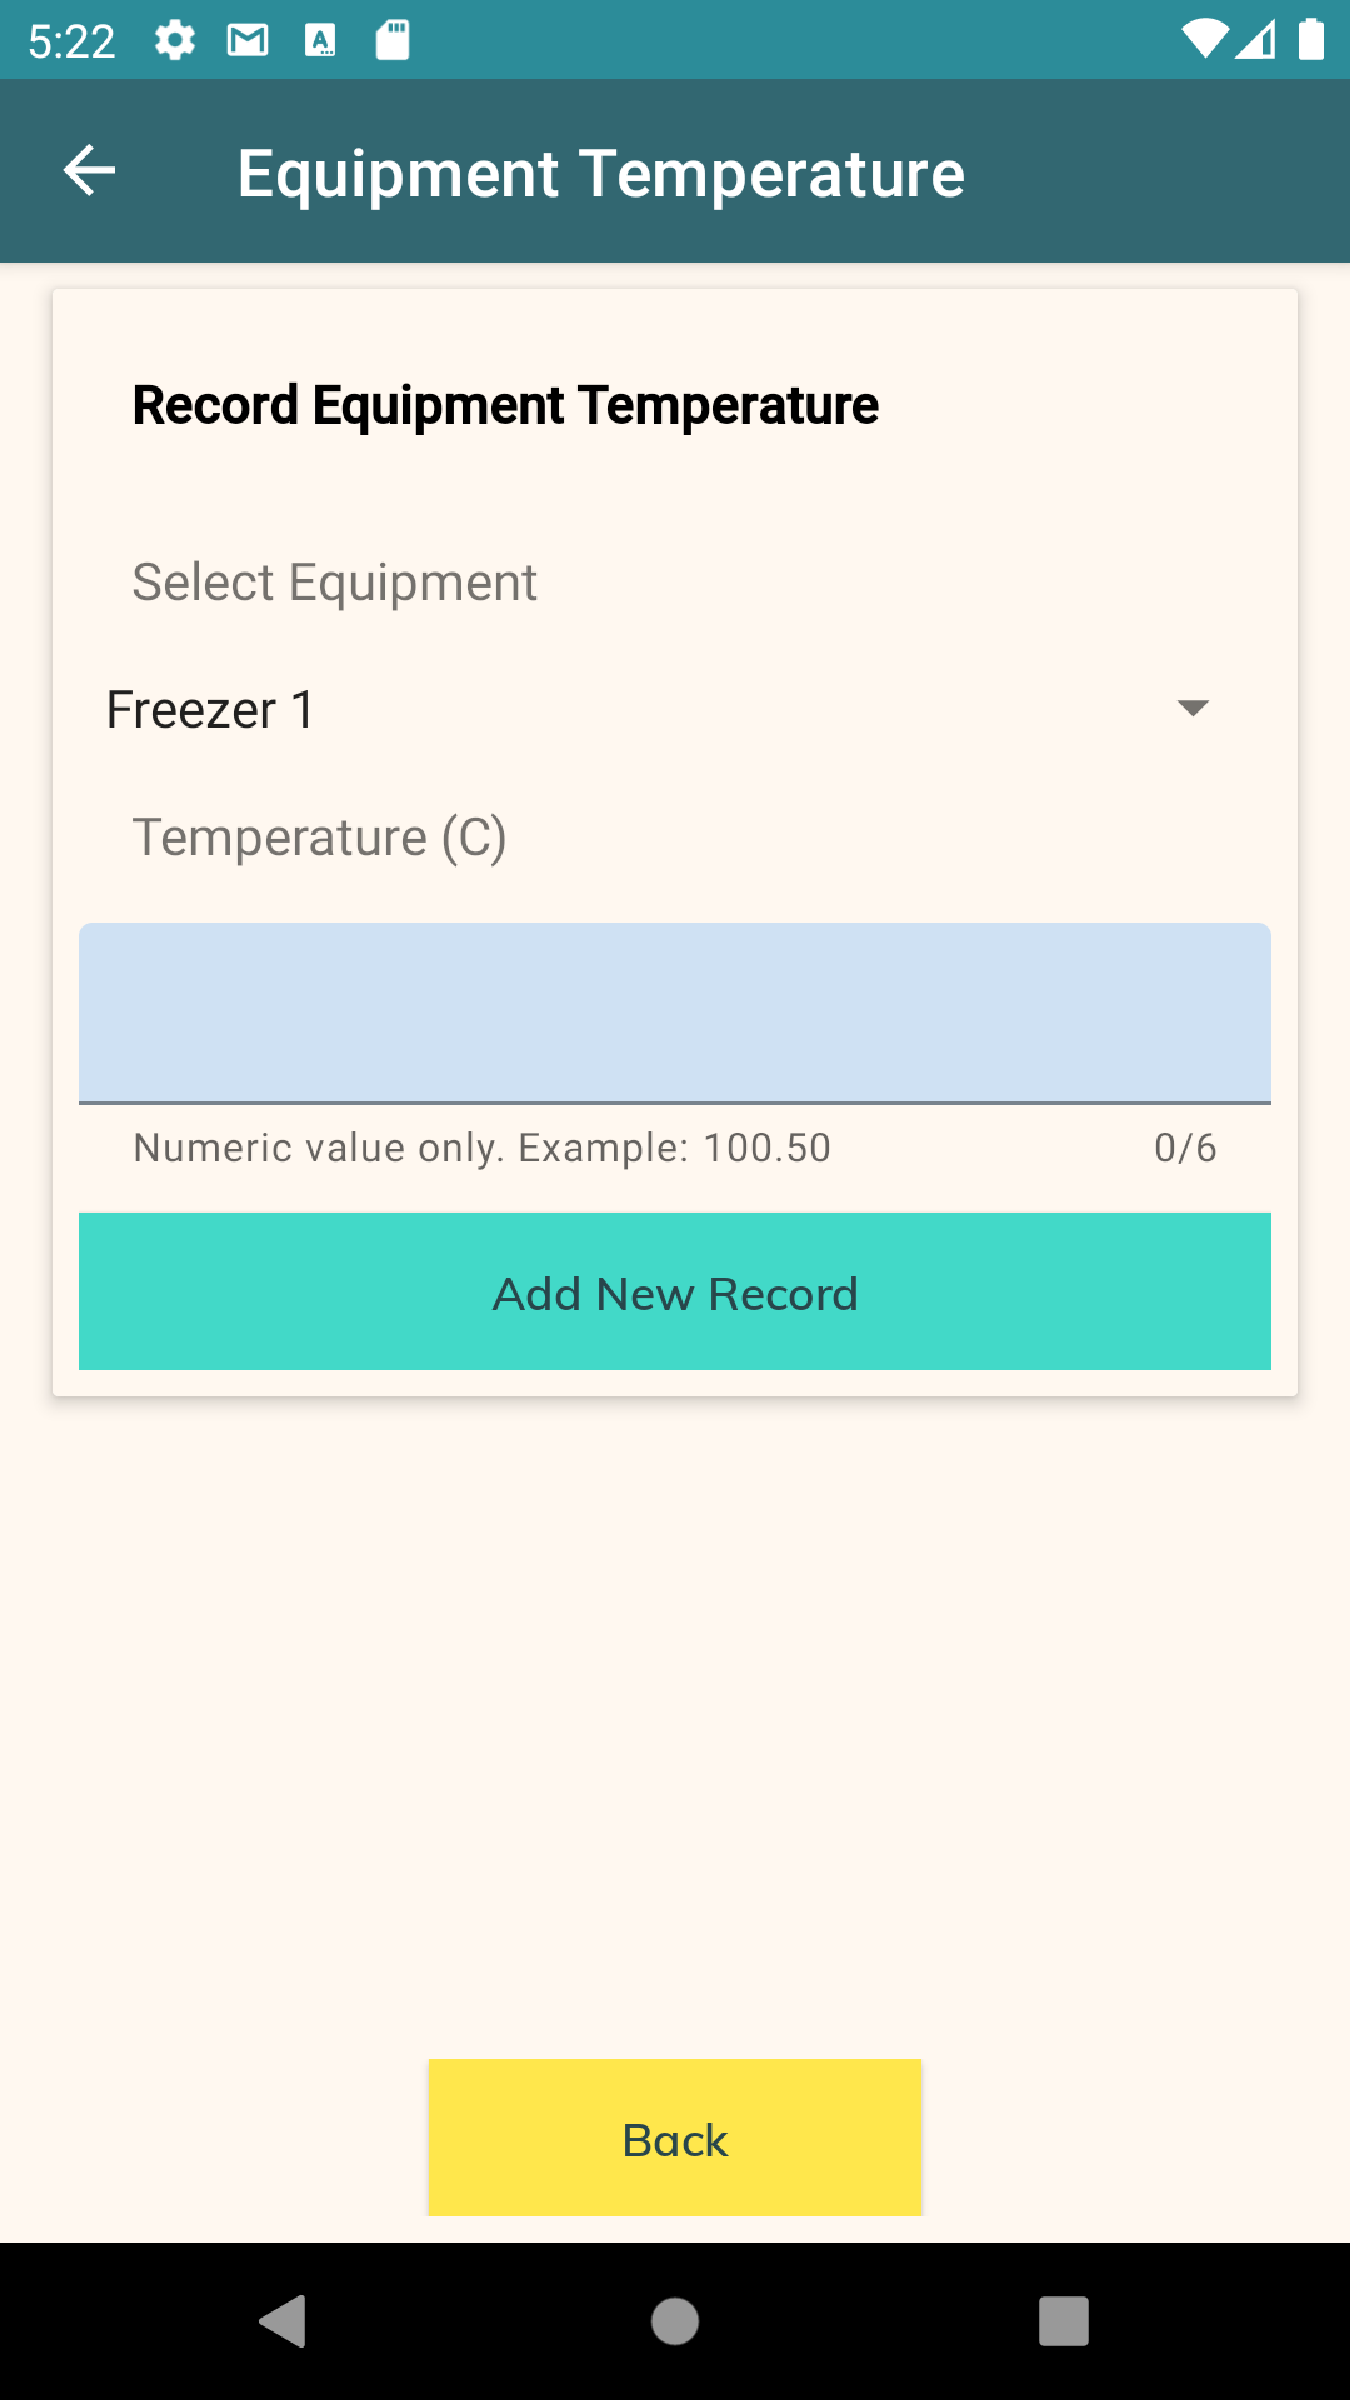 5:22
Equipment Temperature
Record Equipment Temperature
Select Equipment
Freezer 1
Temperature (C)
Numeric value only. Example: 100.50 0/6
Add New Record
Back